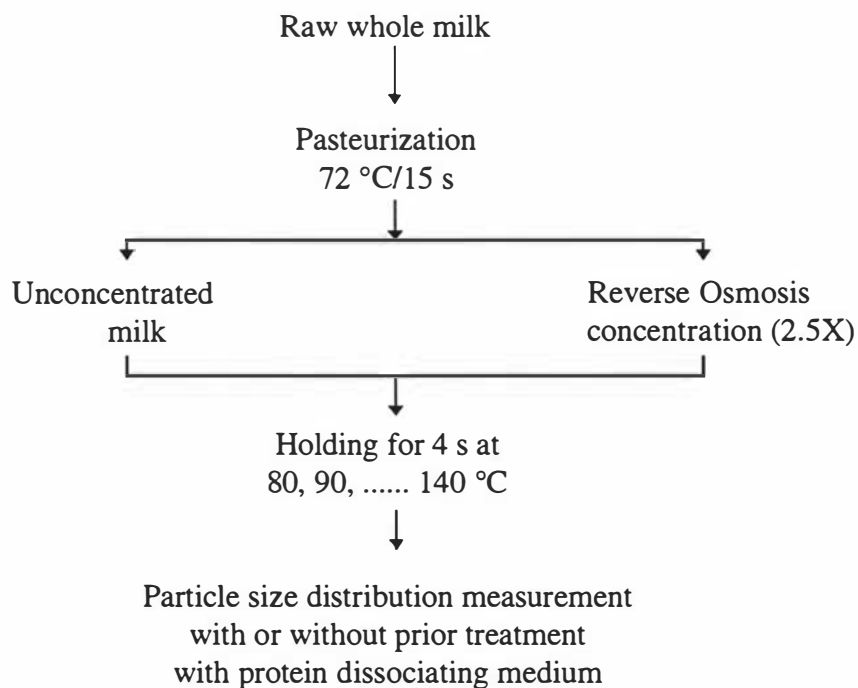 Raw whole milk
Pasteurization
72 °C/15 s
Unconcentrated
milk
Reverse Osmosis
concentration (2.5X)
Holding for 4 s at
80, 90, ...... 140 °C
Particle size distribution measurement
with or without prior treatment
with protein dissociating medium